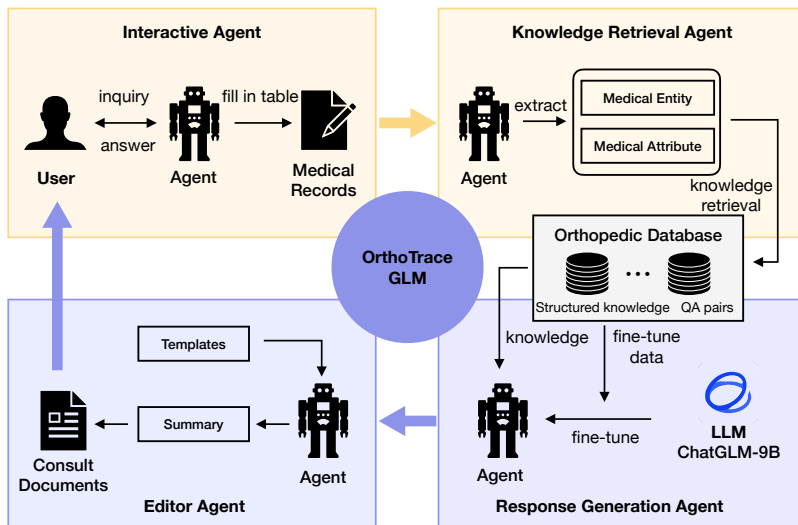 Interactive Agent
inquiry
answer
fill in table
User
Agent
Medical
Records
Knowledge Retrieval Agent
extract
Medical Entity
Medical Attribute
Agent
knowledge
retrieval
OrthoTrace
GLM
Orthopedic Database
Structured knowledge
QA pairs
knowledge
fine-tune
data
Templates
Summary
Agent
Consult
Documents
Editor Agent
Agent
fine-tune
LLM
ChatGLM-9B
Response Generation Agent